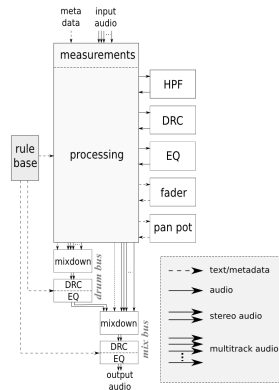 meta
data
input
audio
measurements
processing
HPF
DRC
EQ
fader
pan pot
rule
base
mixdown
DRC
EQ
drum bus
mixdown
DRC
EQ
mix bus
output
audio
text/metadata
audio
stereo audio
multitrack audio